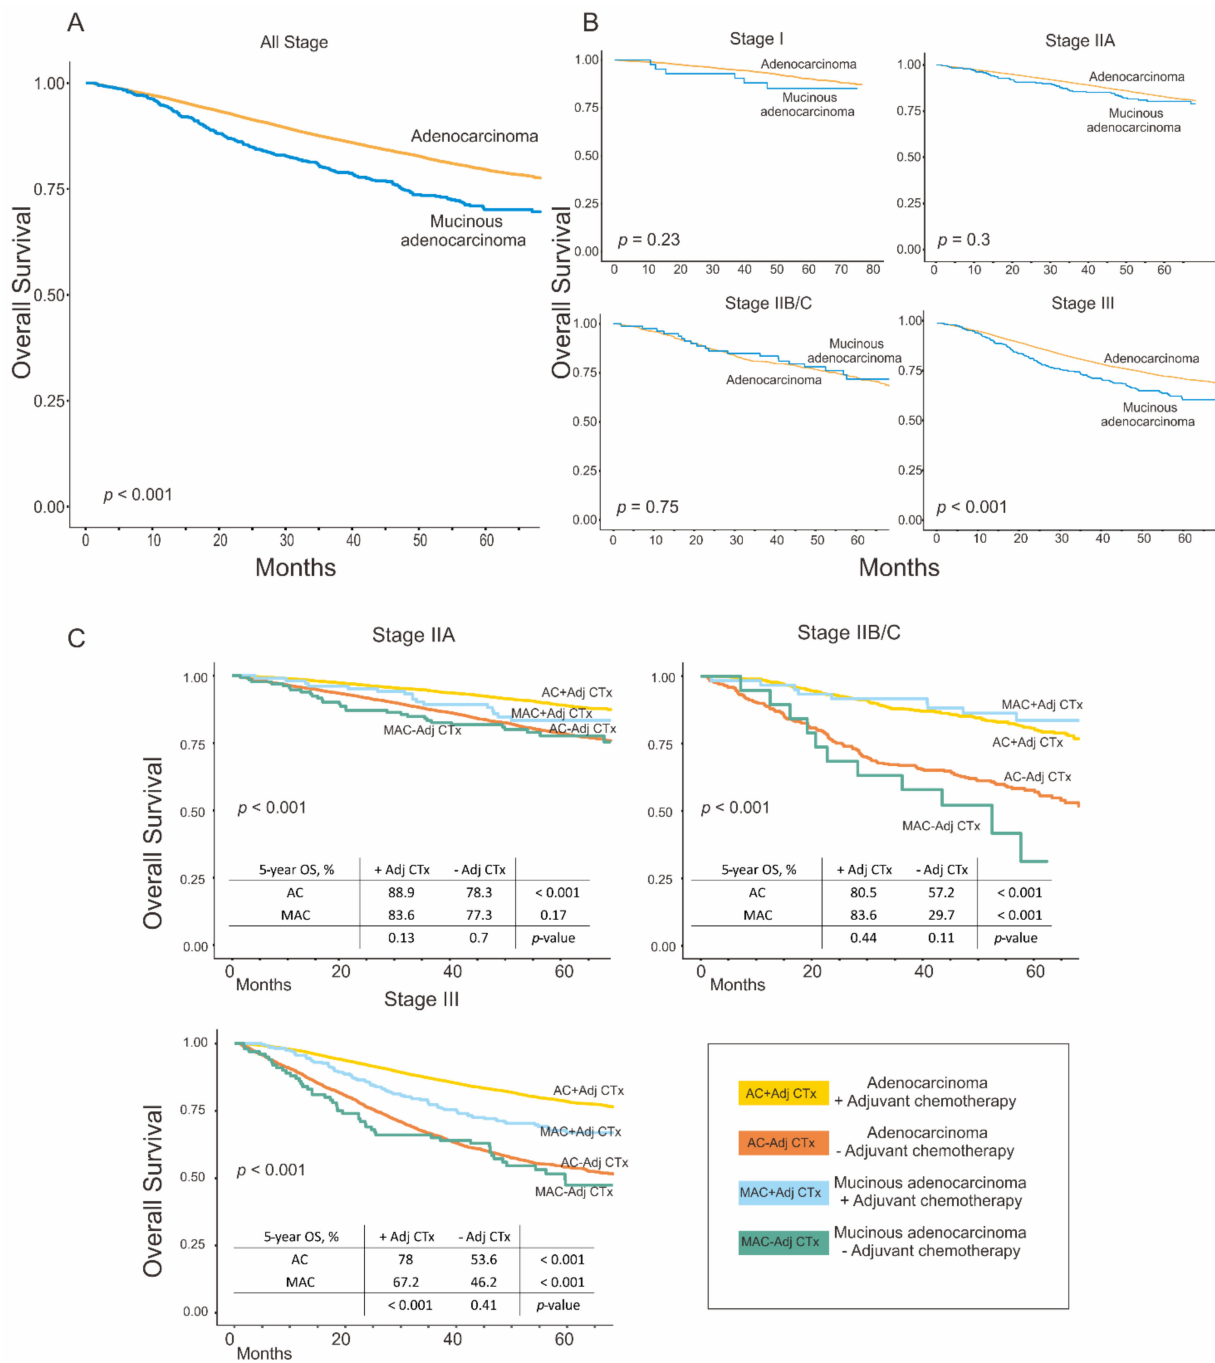 A
All Stage
1.00
0.75
0.50
0.25
0.00
Overall Survival
Adenocarcinoma
Mucinous
adenocarcinoma
p < 0.001
0 10 20 30 40 50 60
Months
B
Overall Survival
Stage I
1.00
0.75
0.50
0.25
0.00
Adenocarcinoma
Mucinous
adenocarcinoma
p = 0.23
0 10 20 30 40 50 60 70 80
Stage IIA
1.00
0.75
0.50
0.25
0.00
Adenocarcinoma
Mucinous
adenocarcinoma
p = 0.3
0 10 20 30 40 50 60
Stage IIB/C
1.00
0.75
0.50
0.25
0.00
Mucinous
adenocarcinoma
Adenocarcinoma
p = 0.75
0 10 20 30 40 50 60
Stage III
1.00
0.75
0.50
0.25
0.00
Adenocarcinoma
Mucinous
adenocarcinoma
p < 0.001
0 10 20 30 40 50 60
Months
C
Stage IIA
Overall Survival
1.00
0.75
0.50
0.25
0.00
AC+Adj CTx
MAC+Adj CTx
AC-Adj CTx
MAC-Adj CTx
p < 0.001
5-year OS, % + Adj CTx - Adj CTx
AC 88.9 78.3 < 0.001
MAC 83.6 77.3 0.17
0.13 0.7 p-value
0 20 40 60
Months
Stage IIB/C
Overall Survival
1.00
0.75
0.50
0.25
0.00
MAC+Adj CTx
AC+Adj CTx
AC-Adj CTx
MAC-Adj CTx
p < 0.001
5-year OS, % + Adj CTx - Adj CTx
AC 80.5 57.2 < 0.001
MAC 83.6 29.7 < 0.001
0.44 0.11 p-value
0 20 40 60
Months
Stage III
Overall Survival
1.00
0.75
0.50
0.25
0.00
AC+Adj CTx
MAC+Adj CTx
AC-Adj CTx
MAC-Adj CTx
p < 0.001
5-year OS, % + Adj CTx - Adj CTx
AC 78 53.6 < 0.001
MAC 67.2 46.2 < 0.001
< 0.001 0.41 p-value
0 20 40 60
Months
AC+Adj CTx
Adenocarcinoma
+ Adjuvant chemotherapy
AC-Adj CTx
Adenocarcinoma
- Adjuvant chemotherapy
MAC+Adj CTx
Mucinous adenocarcinoma
+ Adjuvant chemotherapy
MAC-Adj CTx
Mucinous adenocarcinoma
- Adjuvant chemotherapy